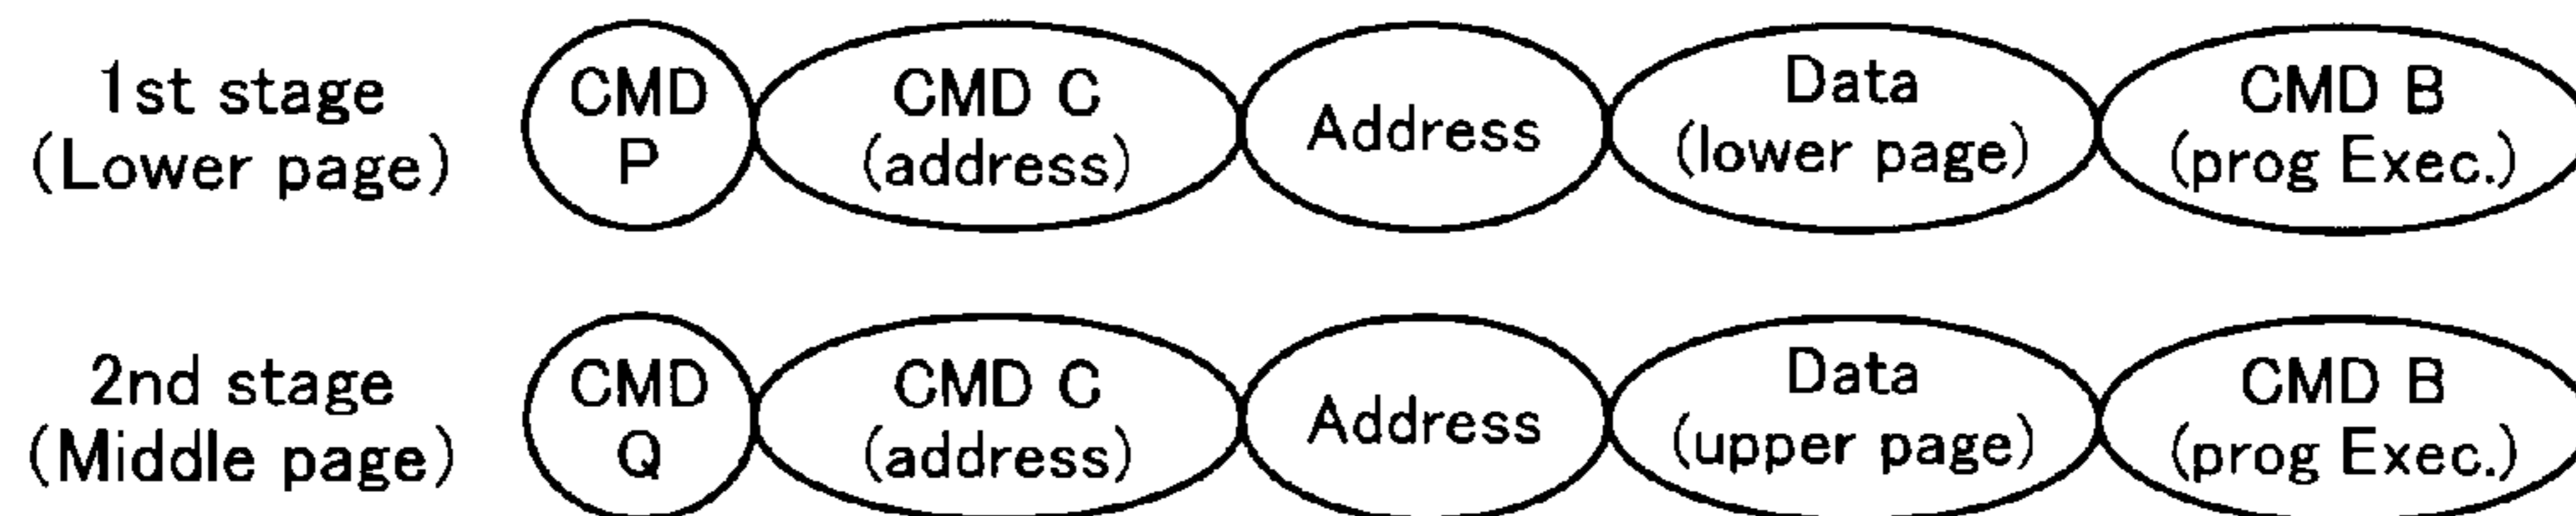 1st stage
(Lower page)
CMD
P
CMD C
(address)
Address
Data
(lower page)
CMD B
(prog Exec.)
2nd stage
(Middle page)
CMD
Q
CMD C
(address)
Address
Data
(upper page)
CMD B
(prog Exec.)